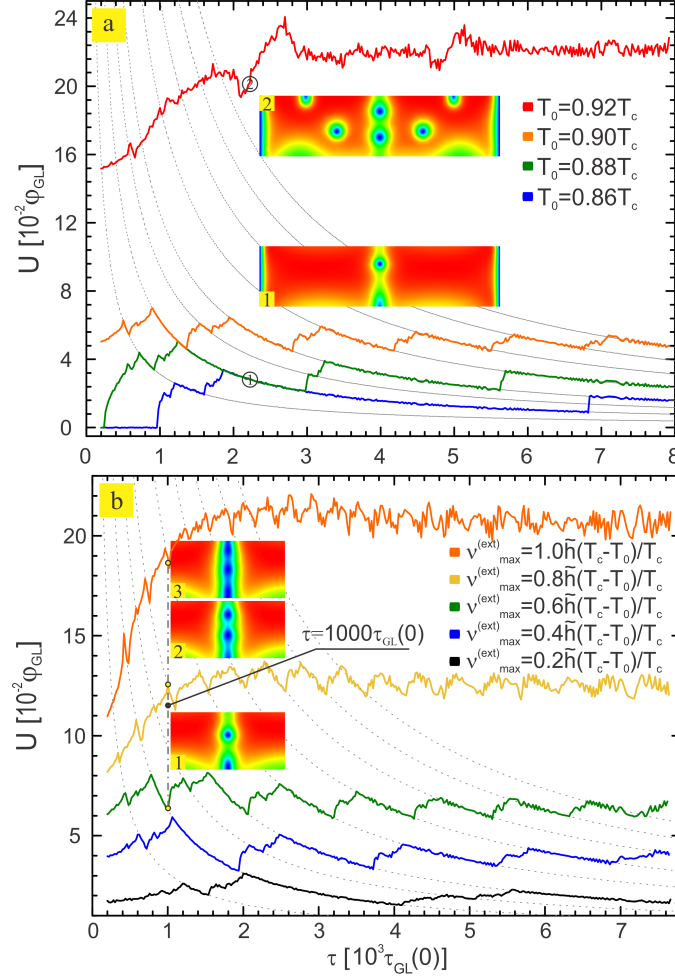 a
24
20
16
12
8
4
0
U [10⁻²φ_GL]
2
2
T₀=0.92T_c
T₀=0.90T_c
T₀=0.88T_c
T₀=0.86T_c
1
1
0 1 2 3 4 5 6 7 8
b
20
15
10
5
U [10⁻²φ_GL]
ν^(ext)_max=1.0h̃(T_c-T₀)/T_c
ν^(ext)_max=0.8h̃(T_c-T₀)/T_c
ν^(ext)_max=0.6h̃(T_c-T₀)/T_c
ν^(ext)_max=0.4h̃(T_c-T₀)/T_c
ν^(ext)_max=0.2h̃(T_c-T₀)/T_c
3
2
τ=1000τ_GL(0)
1
0 1 2 3 4 5 6 7
τ [10³τ_GL(0)]